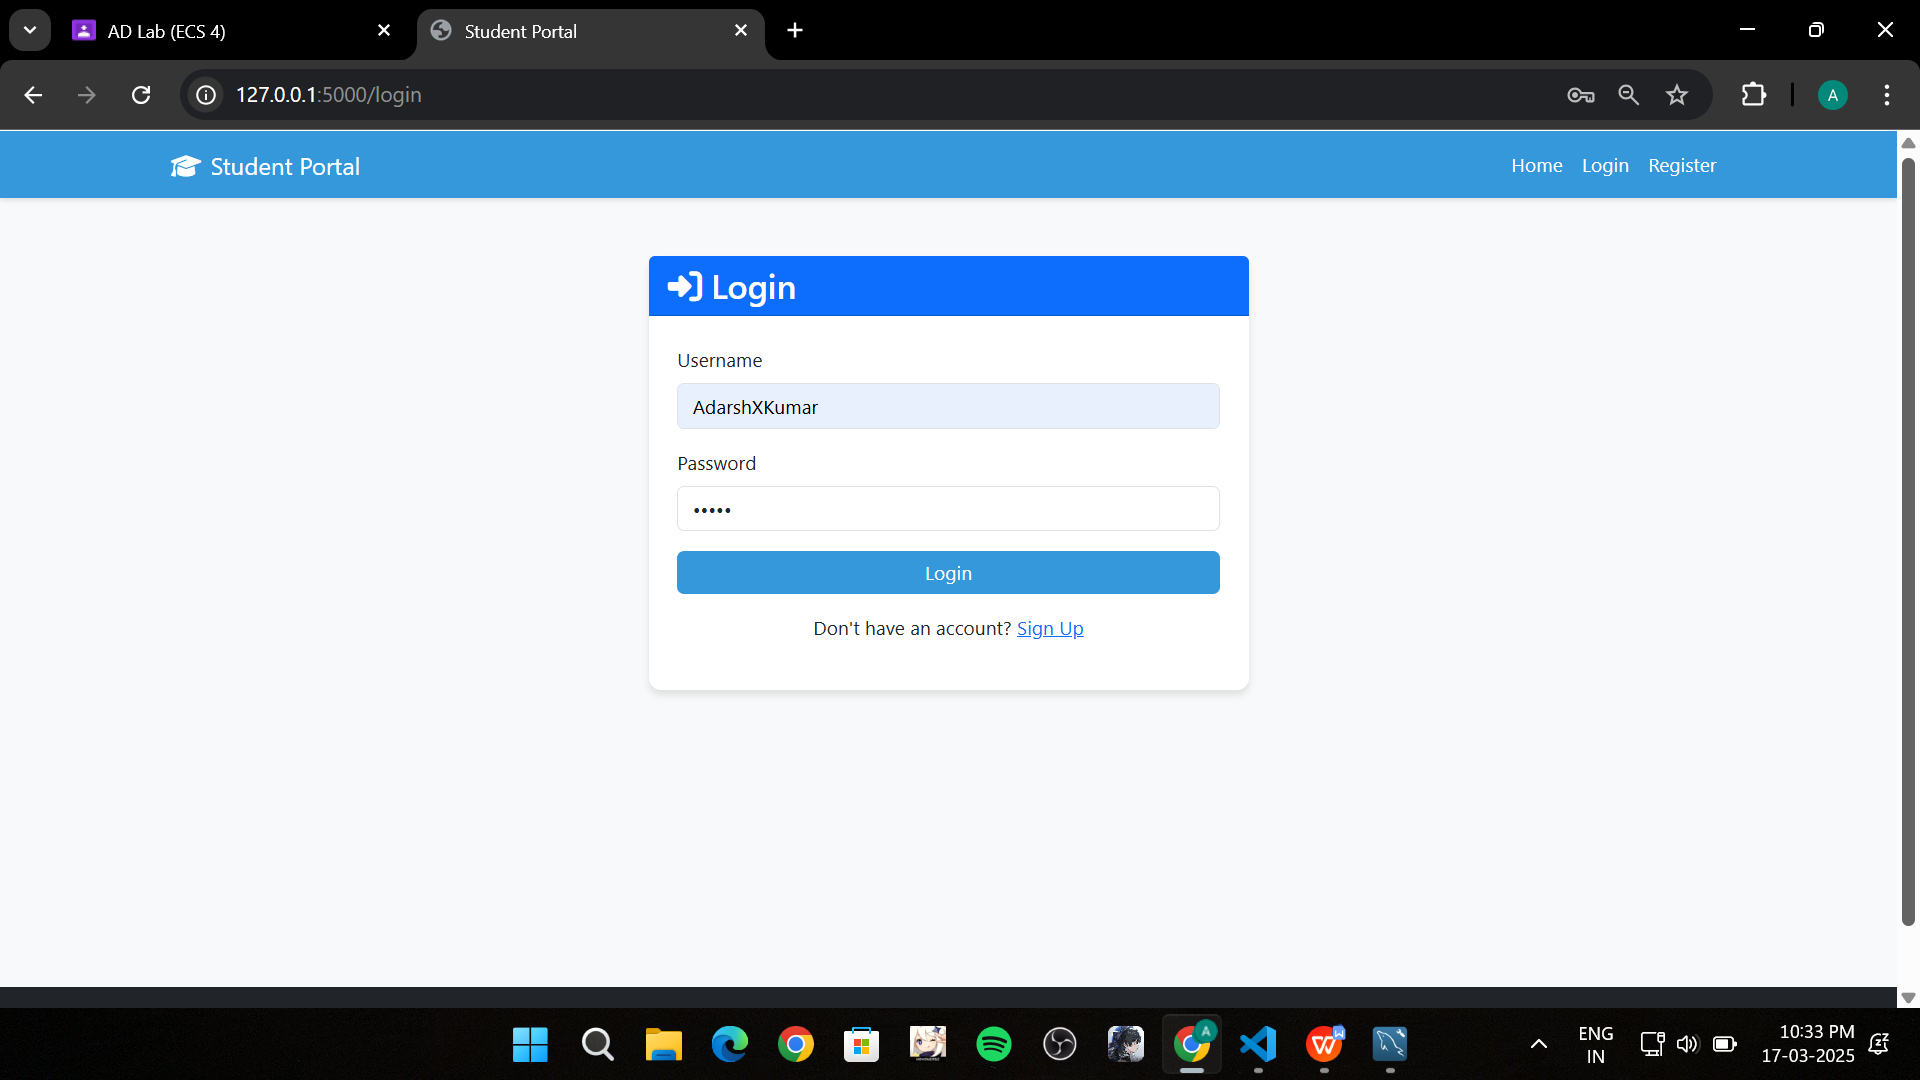 AD Lab (ECS 4)
Student Portal
127.0.0.1:5000/login
A
Student Portal
Home Login Register
Login
Username
AdarshXKumar
Password
•••••
Login
Don't have an account? Sign Up
A
W
ENG
IN
10:33 PM
17-03-2025